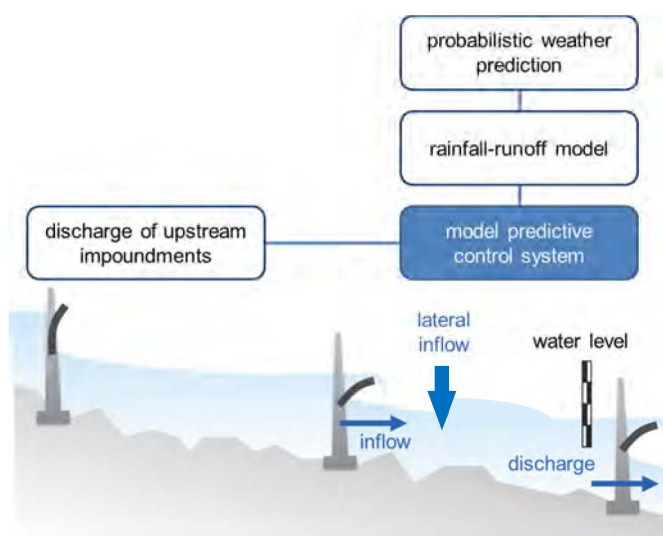 probabilistic weather
prediction
rainfall-runoff model
discharge of upstream
impoundments
model predictive
control system
lateral
inflow
water level
inflow
discharge